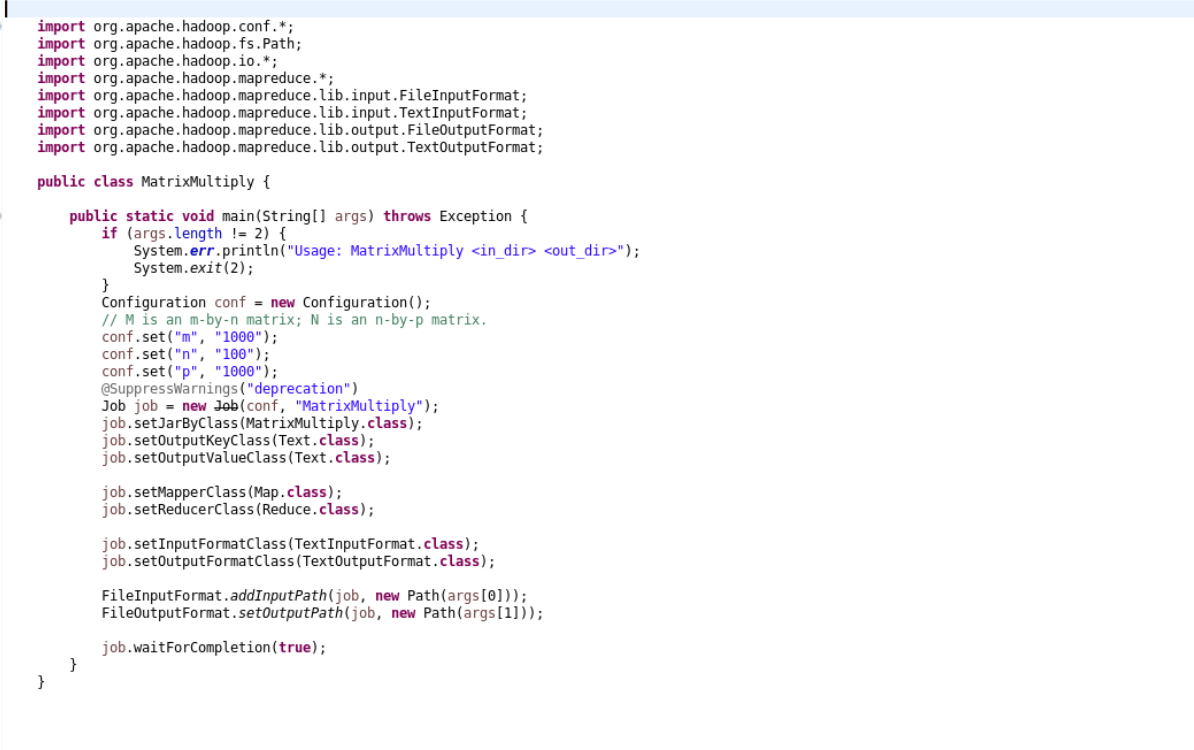 import org.apache.hadoop.conf.*;
import org.apache.hadoop.fs.Path;
import org.apache.hadoop.io.*;
import org.apache.hadoop.mapreduce.*;
import org.apache.hadoop.mapreduce.lib.input.FileInputFormat;
import org.apache.hadoop.mapreduce.lib.input.TextInputFormat;
import org.apache.hadoop.mapreduce.lib.output.FileOutputFormat;
import org.apache.hadoop.mapreduce.lib.output.TextOutputFormat;

public class MatrixMultiply {

    public static void main(String[] args) throws Exception {
        if (args.length != 2) {
            System.err.println("Usage: MatrixMultiply <in_dir> <out_dir>");
            System.exit(2);
        }
        Configuration conf = new Configuration();
        // M is an m-by-n matrix; N is an n-by-p matrix.
        conf.set("m", "1000");
        conf.set("n", "100");
        conf.set("p", "1000");
        @SuppressWarnings("deprecation")
        Job job = new Job(conf, "MatrixMultiply");
        job.setJarByClass(MatrixMultiply.class);
        job.setOutputKeyClass(Text.class);
        job.setOutputValueClass(Text.class);

        job.setMapperClass(Map.class);
        job.setReducerClass(Reduce.class);

        job.setInputFormatClass(TextInputFormat.class);
        job.setOutputFormatClass(TextOutputFormat.class);

        FileInputFormat.addInputPath(job, new Path(args[0]));
        FileOutputFormat.setOutputPath(job, new Path(args[1]));

        job.waitForCompletion(true);
    }
}